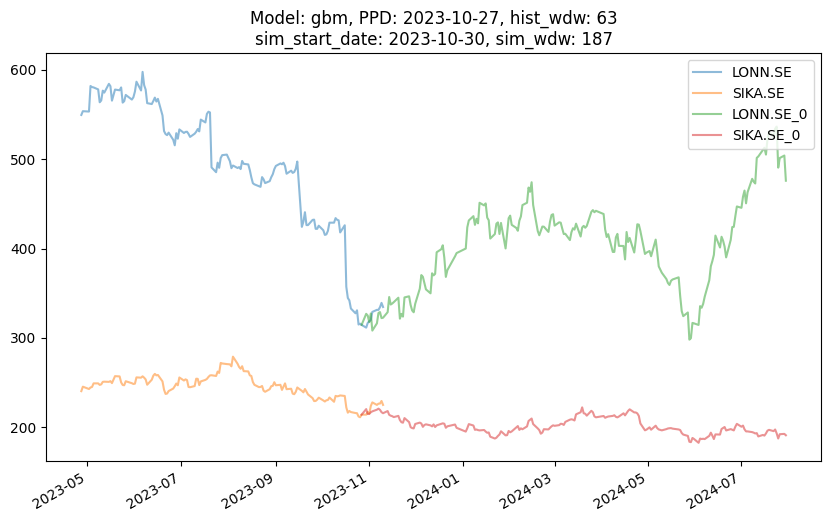 Model: gbm, PPD: 2023-10-27, hist_wdw: 63
sim_start_date: 2023-10-30, sim_wdw: 187
LONN.SE
SIKA.SE
LONN.SE_0
SIKA.SE_0
600
500
400
300
200
2023-05
2023-07
2023-09
2023-11
2024-01
2024-03
2024-05
2024-07